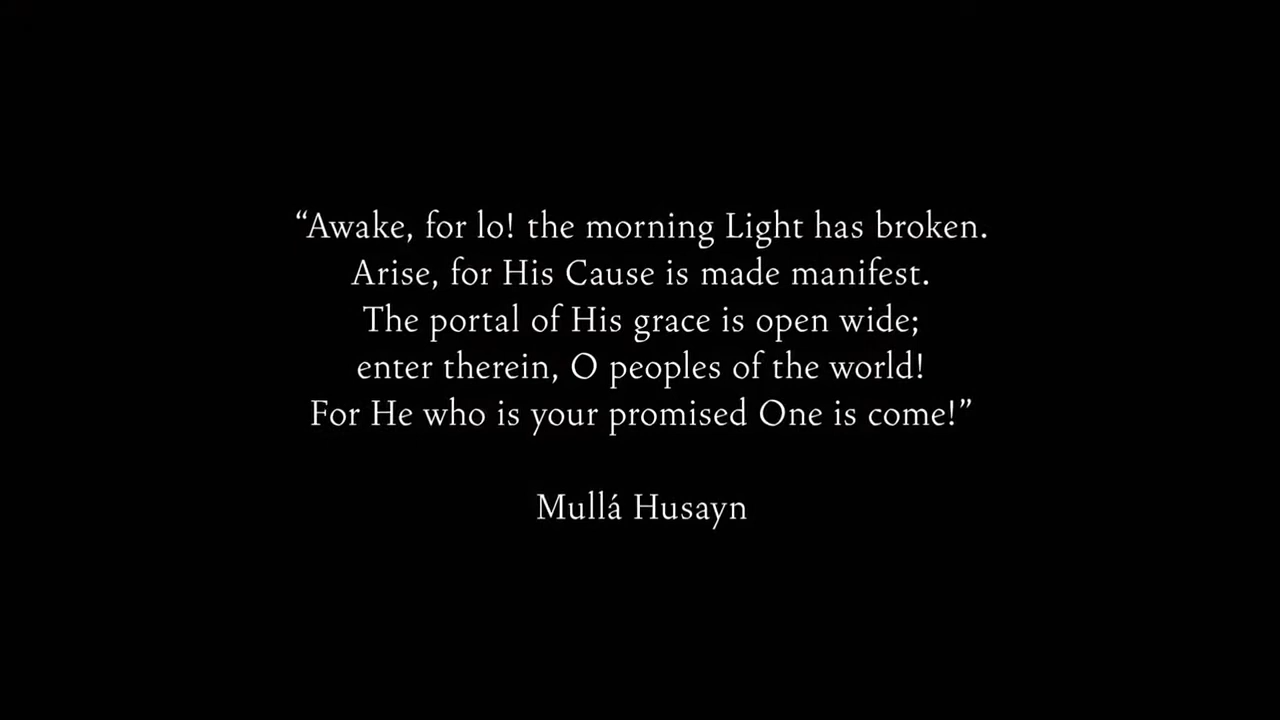 “Awake, for lo! the morning Light has broken.
Arise, for His Cause is made manifest.
The portal of His grace is open wide;
enter therein, O peoples of the world!
For He who is your promised One is come!”
Mullá Husayn